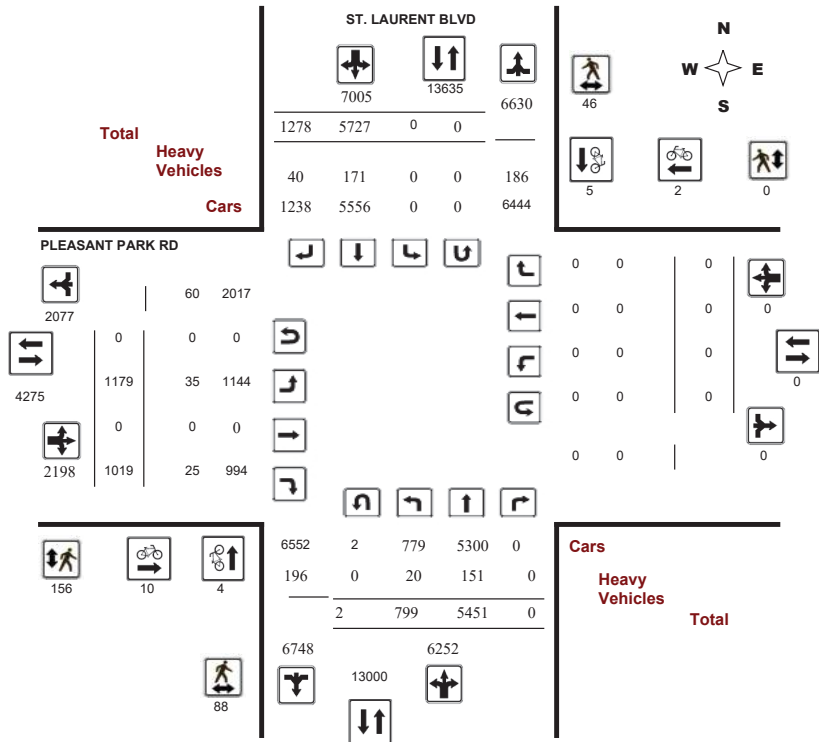 ST. LAURENT BLVD
N
W E
S
7005 13635 6630 46
1278 5727 0 0
Total
Heavy
Vehicles
40 171 0 0 186
Cars 1238 5556 0 0 6444
5 2 0
PLEASANT PARK RD
2077 60 2017
0 0 0
4275 1179 35 1144
0 0 0
2198 1019 25 994
0 0 0
0 0 0 0
0 0 0
0
0 0 0
0 0 0
6552 2 779 5300 0 Cars
196 0 20 151 0 Heavy
Vehicles
2 799 5451 0 Total
156 10 4
6748 13000 6252
88